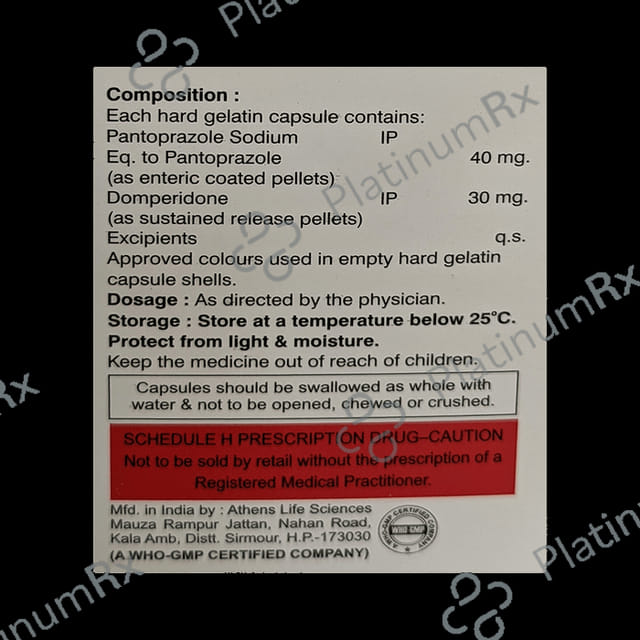 PlatinumRx
Composition :
Each hard gelatin capsule contains:
Pantoprazole Sodium IP
Eq. to Pantoprazole 40 mg.
(as enteric coated pellets)
Domperidone IP 30 mg.
(as sustained release pellets)
Excipients q.s.
Approved colours used in empty hard gelatin
capsule shells.
Dosage : As directed by the physician.
Storage : Store at a temperature below 25°C.
Protect from light & moisture.
Keep the medicine out of reach of children.
Capsules should be swallowed as whole with
water & not to be opened, chewed or crushed.
SCHEDULE H PRESCRIPTION DRUG–CAUTION
Not to be sold by retail without the prescription of a
Registered Medical Practitioner.
Mfd. in India by : Athens Life Sciences
Mauza Rampur Jattan, Nahan Road,
Kala Amb, Distt. Sirmour, H.P.-173030
(A WHO-GMP CERTIFIED COMPANY)
A WHO-GMP CERTIFIED COMPANY
WHO GMP
PlatinumRx
PlatinumRx
PlatinumRx